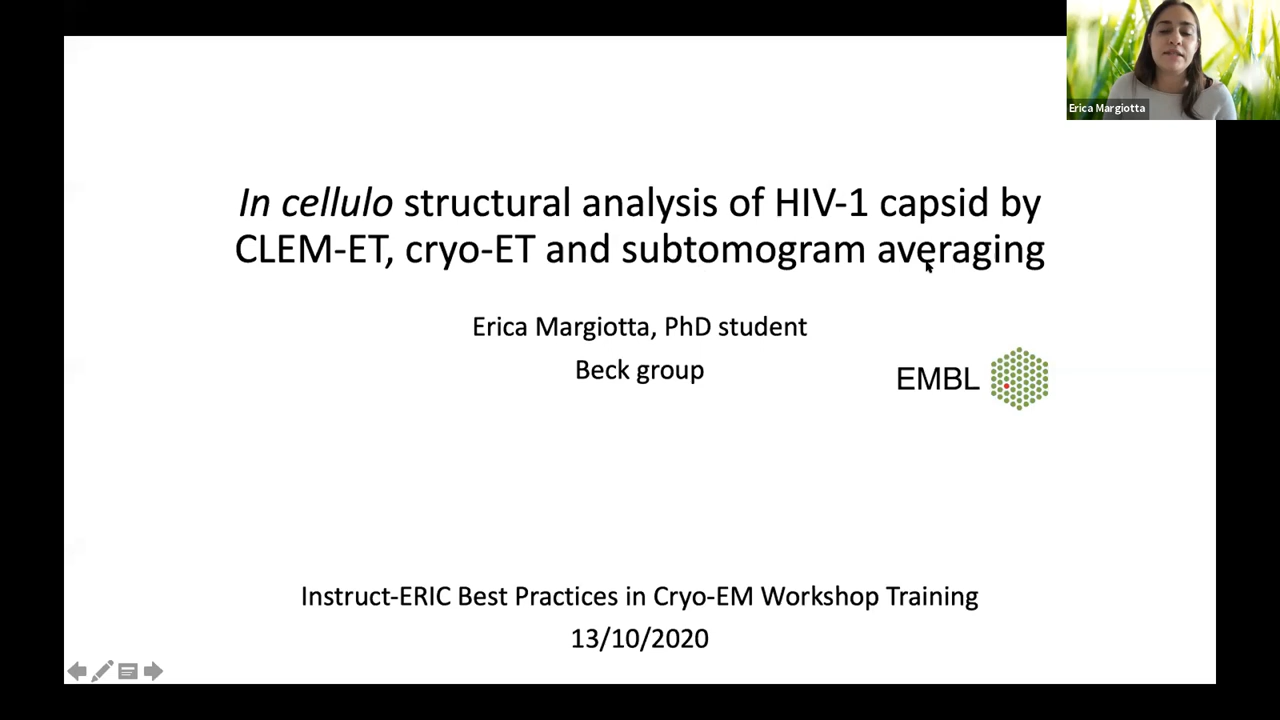 Erica Margiotta
In cellulo structural analysis of HIV-1 capsid by
CLEM-ET, cryo-ET and subtomogram averaging
Erica Margiotta, PhD student
Beck group
EMBL
Instruct-ERIC Best Practices in Cryo-EM Workshop Training
13/10/2020